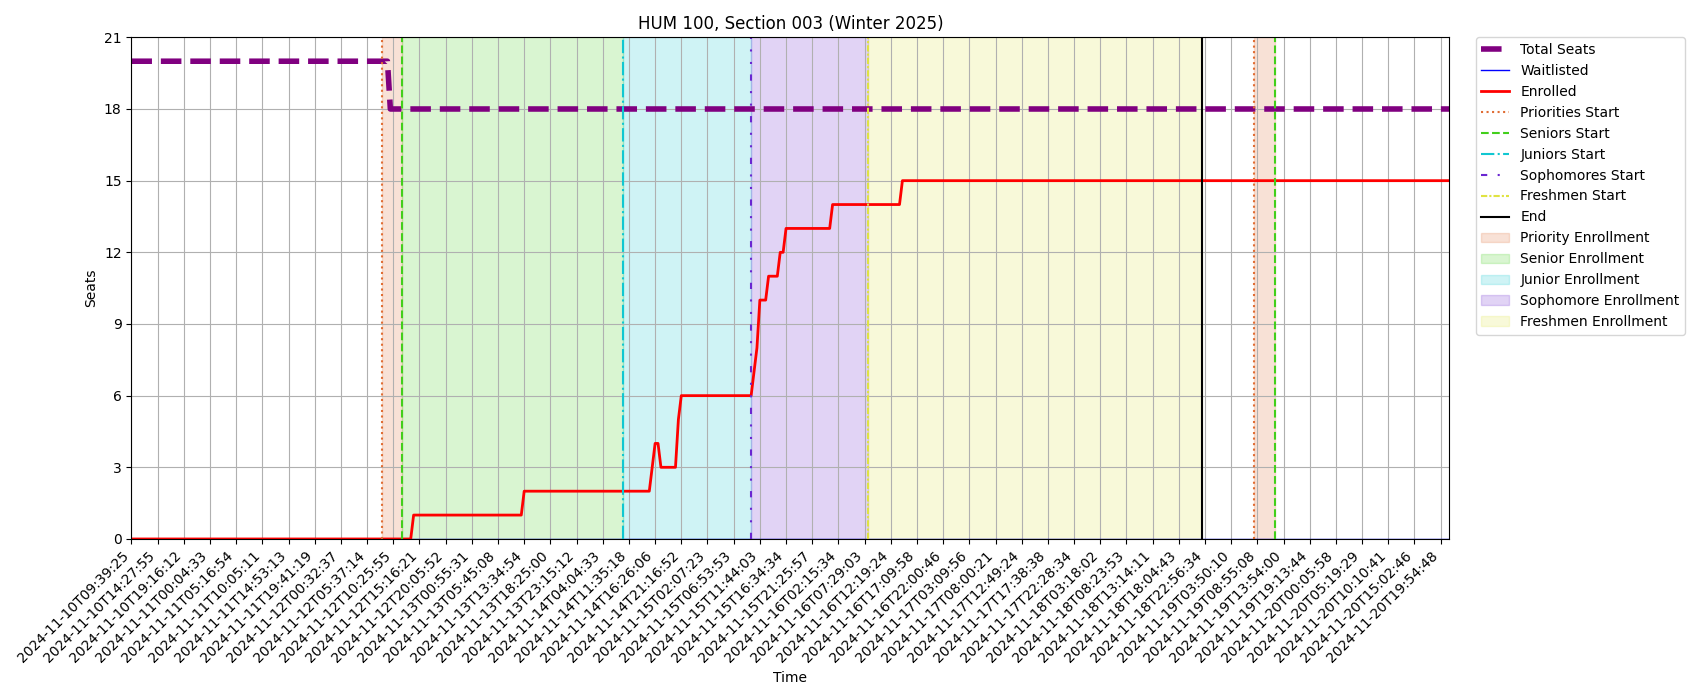 HUM 100, Section 003 (Winter 2025)
21
18
15
12
9
6
3
0
Seats
2024-11-10T09:39:25
2024-11-10T14:27:55
2024-11-10T19:16:12
2024-11-11T00:04:33
2024-11-11T05:16:54
2024-11-11T10:05:11
2024-11-11T14:53:13
2024-11-11T19:41:19
2024-11-12T00:32:37
2024-11-12T05:37:14
2024-11-12T10:25:55
2024-11-12T15:16:21
2024-11-12T20:05:52
2024-11-13T00:55:31
2024-11-13T05:45:08
2024-11-13T13:34:54
2024-11-13T18:25:00
2024-11-13T23:15:12
2024-11-14T04:04:33
2024-11-14T11:35:18
2024-11-14T16:26:06
2024-11-14T21:16:52
2024-11-15T02:07:23
2024-11-15T06:53:53
2024-11-15T11:44:03
2024-11-15T16:34:34
2024-11-15T21:25:57
2024-11-16T02:15:34
2024-11-16T07:29:03
2024-11-16T12:19:24
2024-11-16T17:09:58
2024-11-16T22:00:46
2024-11-17T03:09:56
2024-11-17T08:00:21
2024-11-17T12:49:24
2024-11-17T17:38:38
2024-11-17T22:28:34
2024-11-18T03:18:02
2024-11-18T08:23:53
2024-11-18T13:14:11
2024-11-18T18:04:43
2024-11-18T22:56:34
2024-11-19T03:50:10
2024-11-19T08:55:08
2024-11-19T13:54:00
2024-11-19T19:13:44
2024-11-20T00:05:58
2024-11-20T05:19:29
2024-11-20T10:10:41
2024-11-20T15:02:46
2024-11-20T19:54:48
Time
Total Seats
Waitlisted
Enrolled
Priorities Start
Seniors Start
Juniors Start
Sophomores Start
Freshmen Start
End
Priority Enrollment
Senior Enrollment
Junior Enrollment
Sophomore Enrollment
Freshmen Enrollment